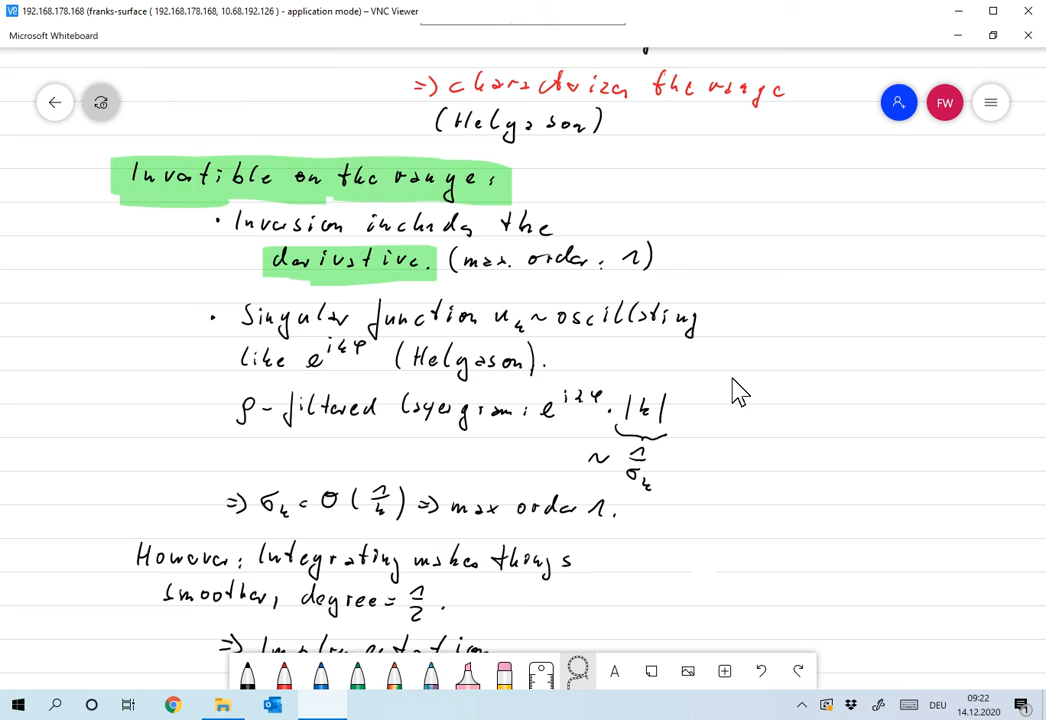 192.168.178.168 (franks-surface ( 192.168.178.168, 10.68.192.126 ) - application mode) - VNC Viewer
Microsoft Whiteboard
=> characterizes the range
(Helgason)
FW
Invertible on the range:
• Inversion includes the
derivative. (max. order: 1)
• Singular function u_k ~ oscillating
like e^{ikφ} (Helgason).
ρ-filtered layergram: e^{ikφ} · |k|
~ 1/σ_k
=> σ_k = O(1/k) => max order 1.
However: Integrating makes things
smoother, degree = 1/2.
=> Implementation
A
DEU
09:22
14.12.2020